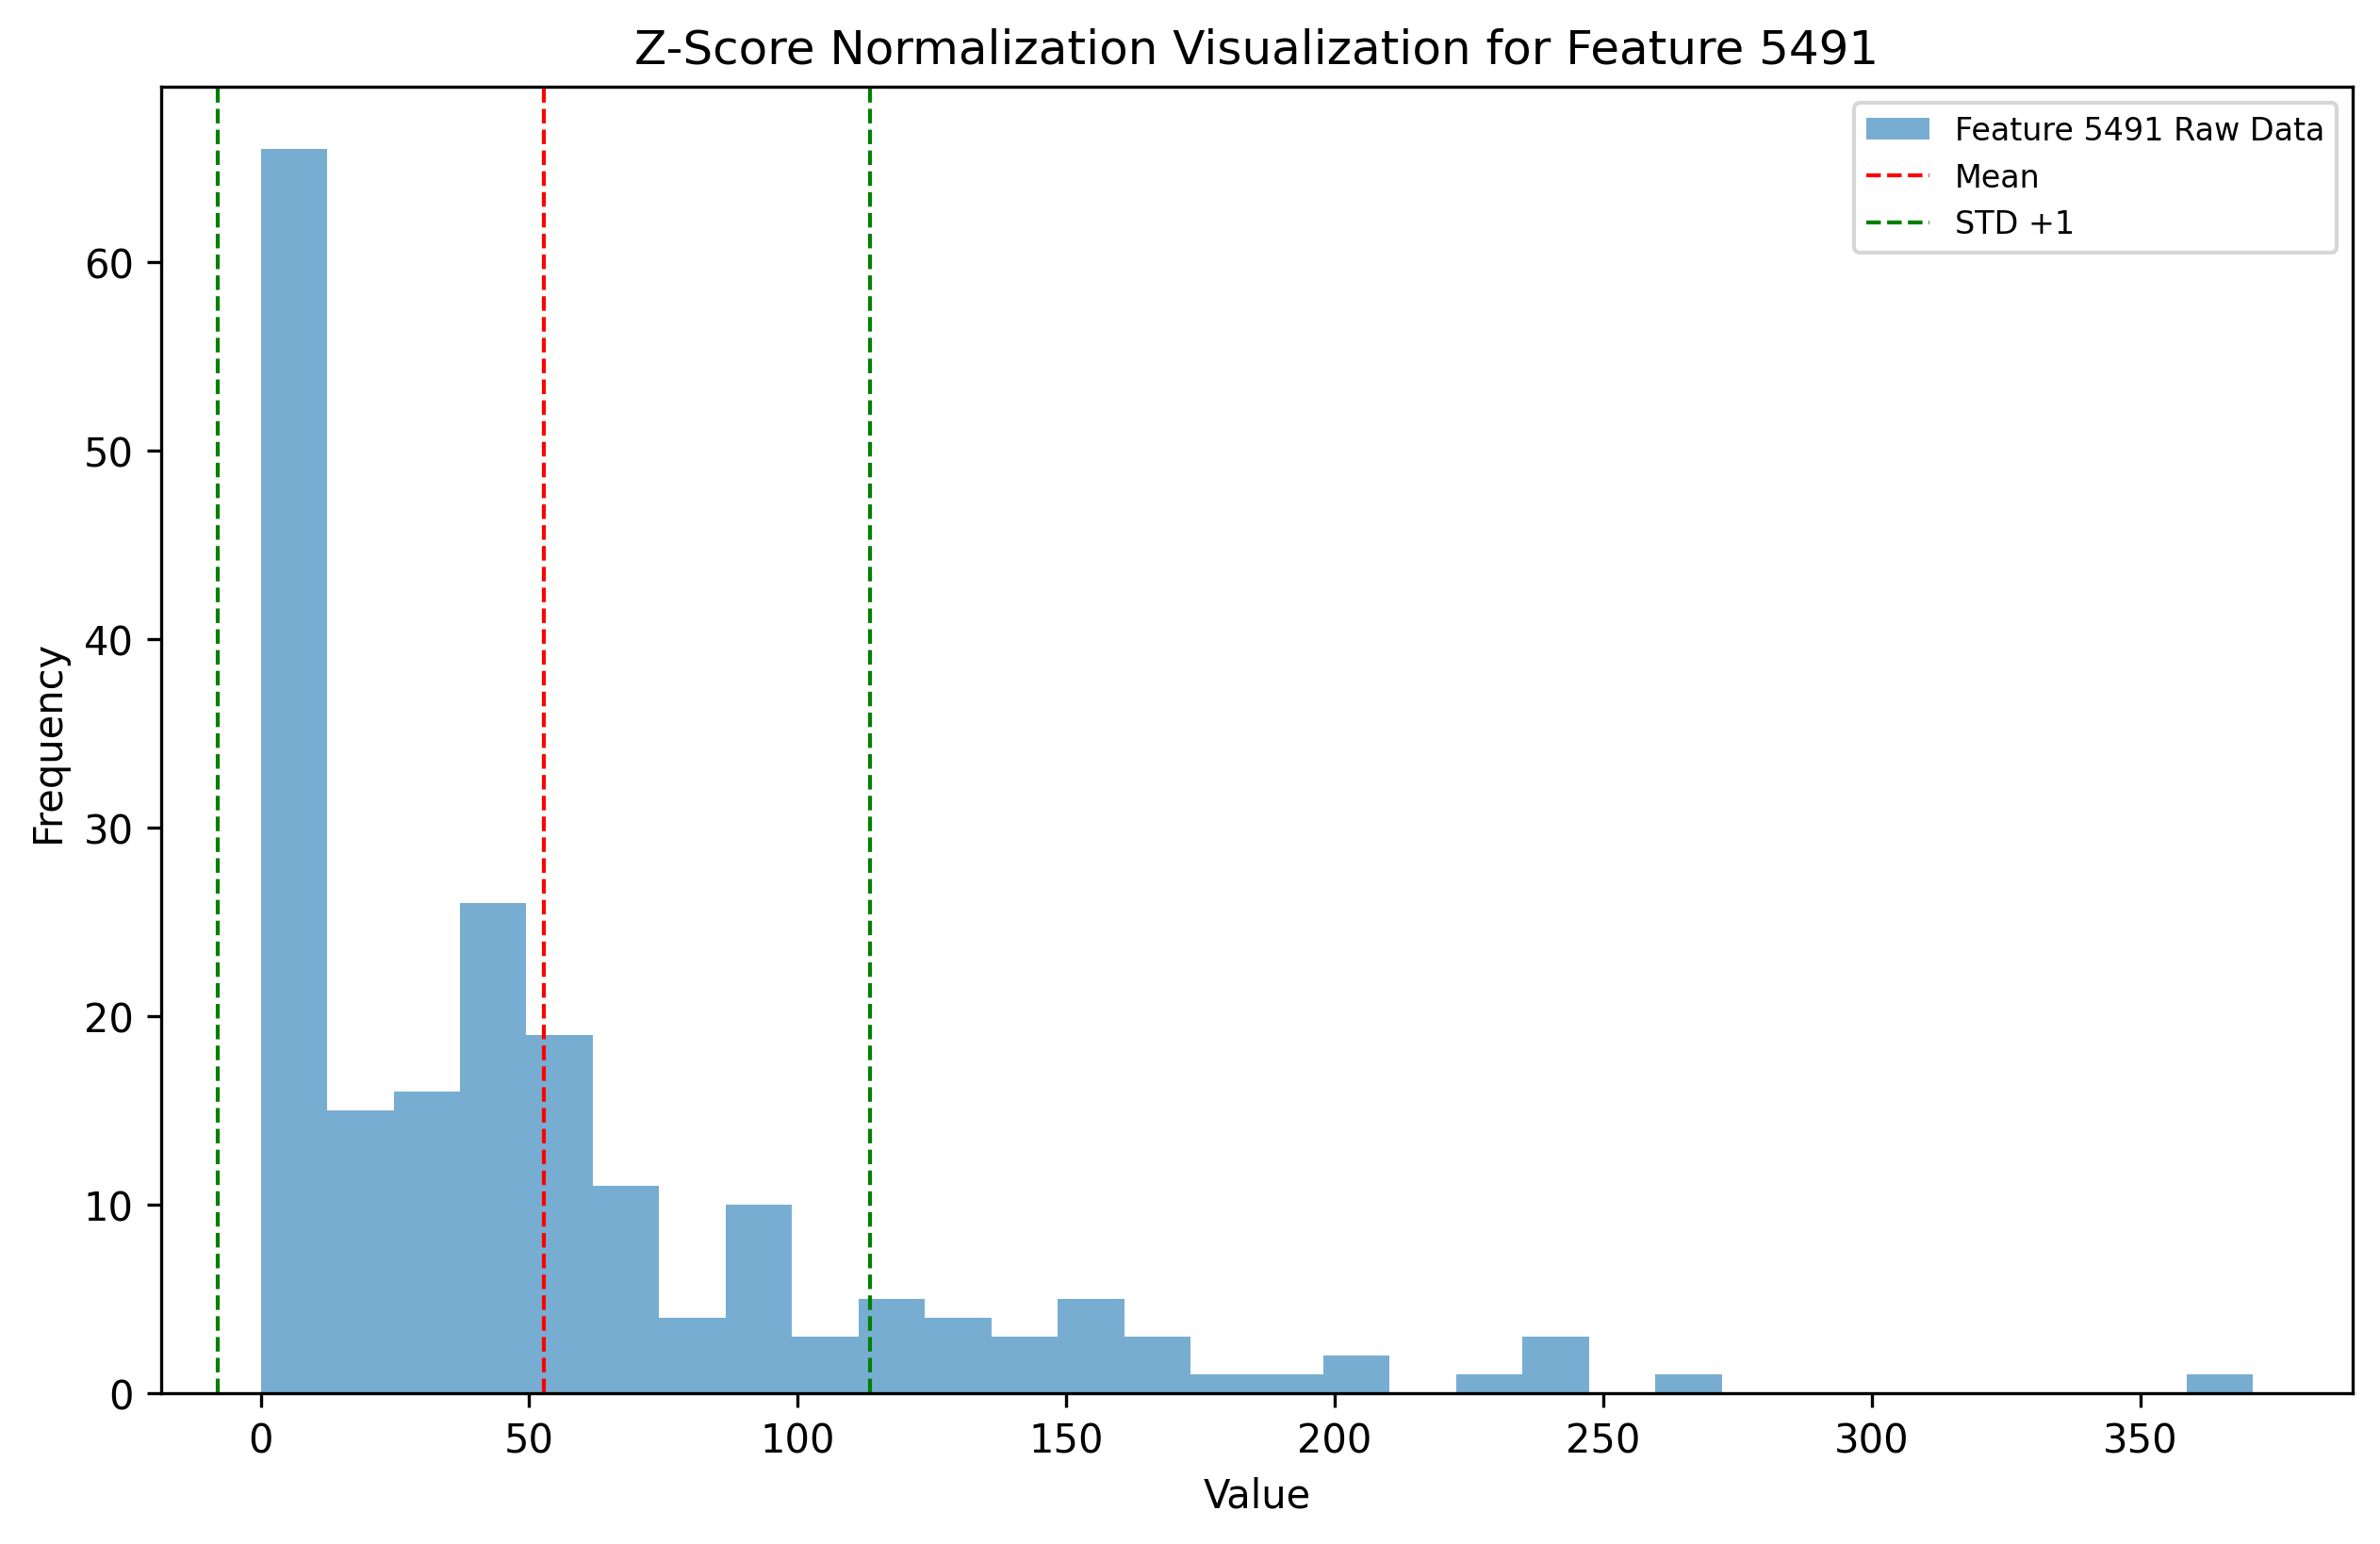 Z-Score Normalization Visualization for Feature 5491
Feature 5491 Raw Data
Mean
STD +1
60
50
40
30
20
10
0
Frequency
0 50 100 150 200 250 300 350
Value